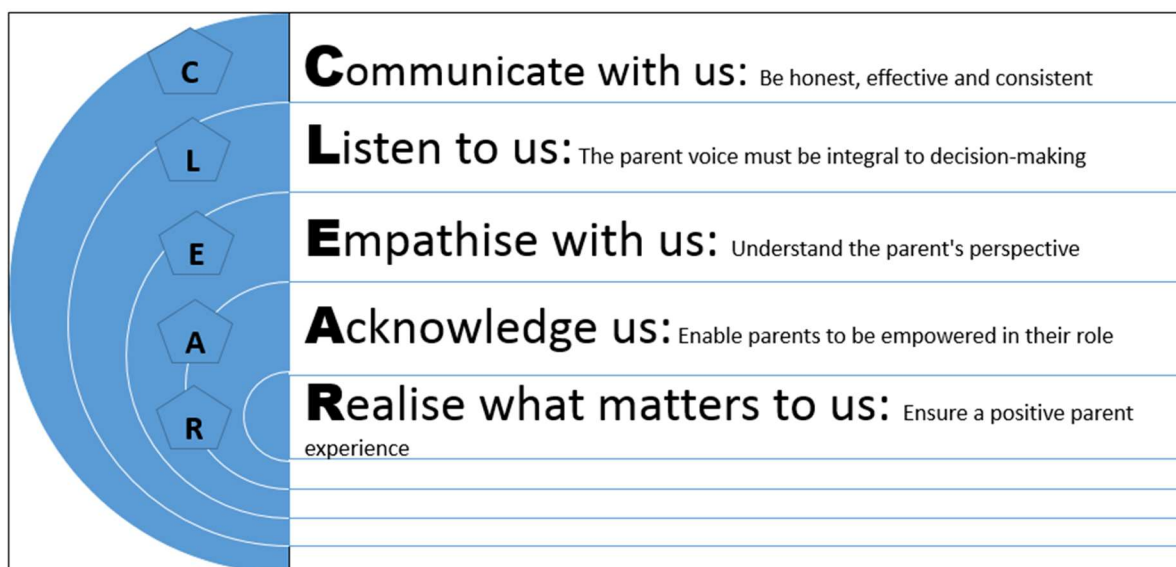 C
Communicate with us: Be honest, effective and consistent
L
Listen to us: The parent voice must be integral to decision-making
E
Empathise with us: Understand the parent's perspective
A
Acknowledge us: Enable parents to be empowered in their role
R
Realise what matters to us: Ensure a positive parent
experience